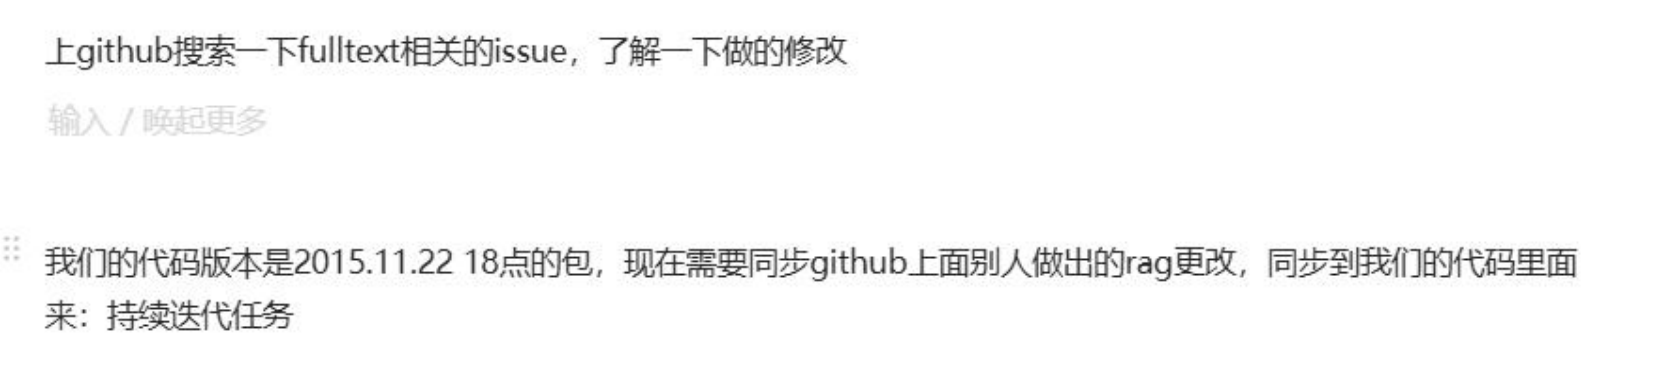 上github搜索一下fulltext相关的issue，了解一下做的修改
输入 / 唤起更多
我们的代码版本是2015.11.22 18点的包，现在需要同步github上面别人做出的rag更改，同步到我们的代码里面
来：持续迭代任务